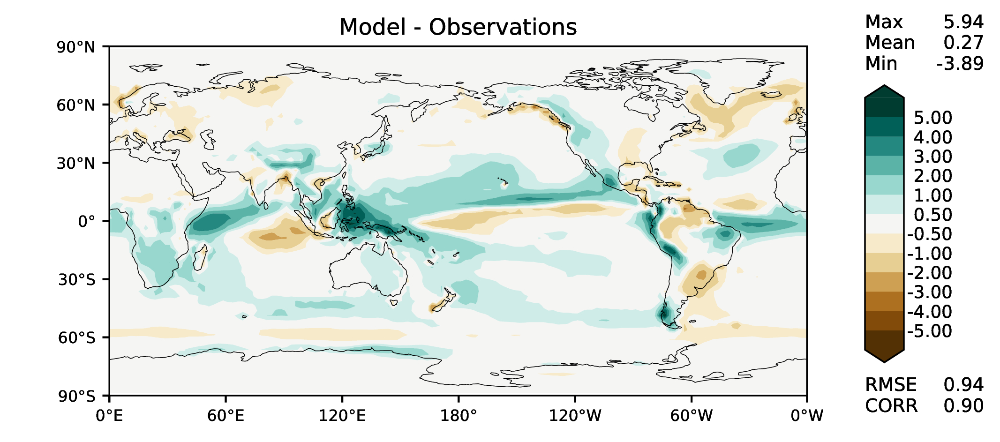 Model - Observations
Max 5.94
Mean 0.27
Min -3.89
90°N
60°N
30°N
0°
30°S
60°S
90°S
0°E 60°E 120°E 180° 120°W 60°W 0°W
5.00
4.00
3.00
2.00
1.00
0.50
-0.50
-1.00
-2.00
-3.00
-4.00
-5.00
RMSE 0.94
CORR 0.90